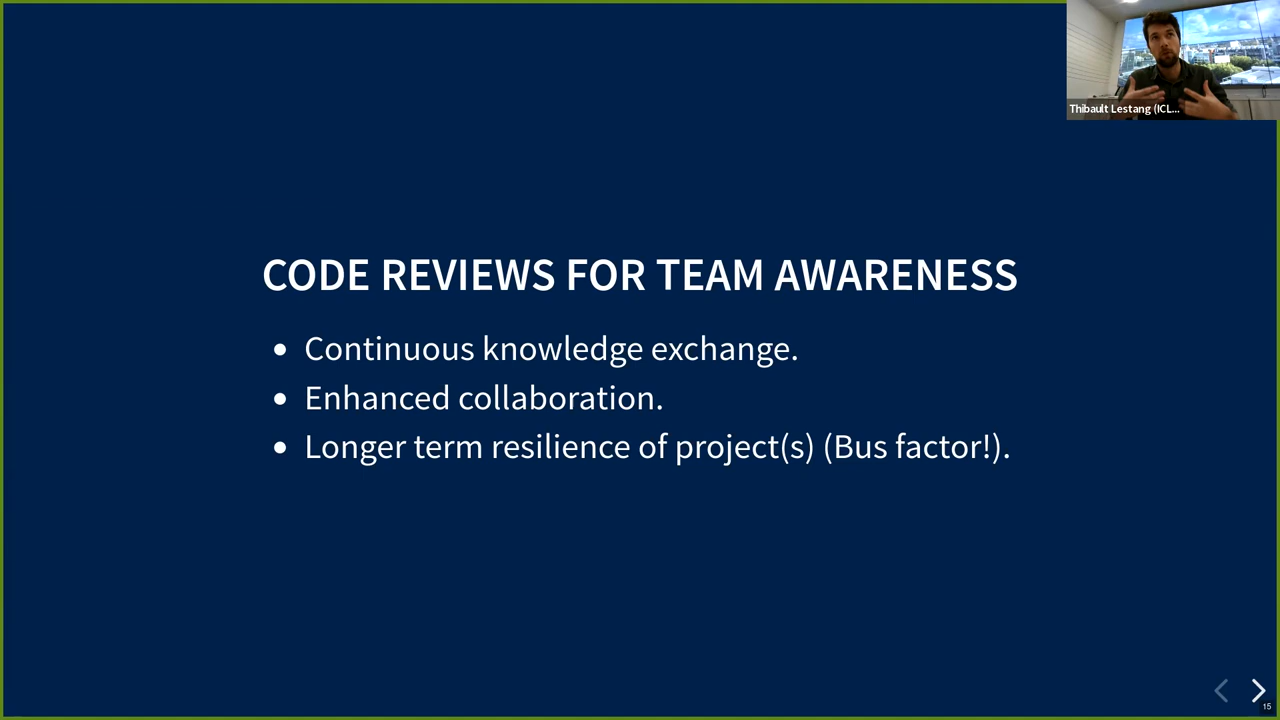 Thibault Lestang (ICL...
CODE REVIEWS FOR TEAM AWARENESS
Continuous knowledge exchange.
Enhanced collaboration.
Longer term resilience of project(s) (Bus factor!).
15